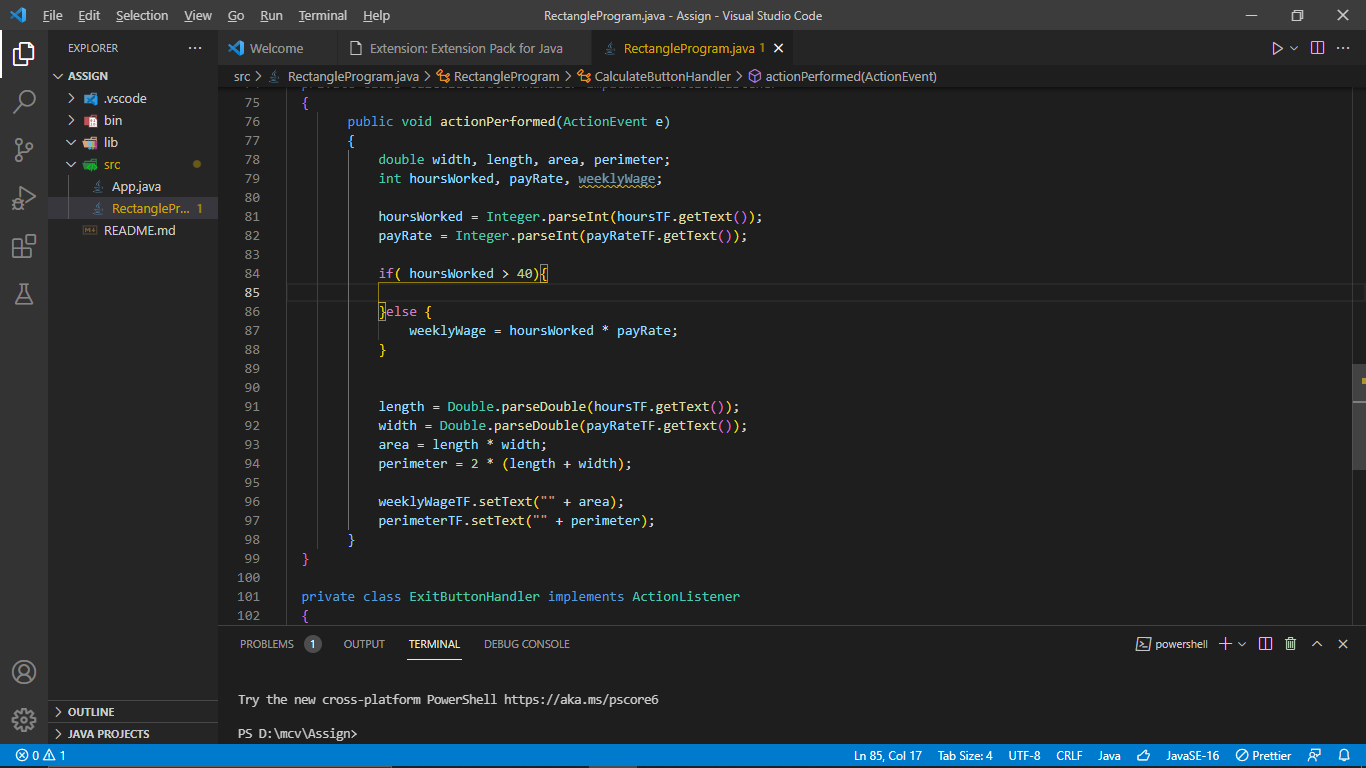 File Edit Selection View Go Run Terminal Help RectangleProgram.java - Assign - Visual Studio Code
EXPLORER
Welcome Extension: Extension Pack for Java RectangleProgram.java 1
ASSIGN
.vscode
bin
lib
src
App.java
RectanglePr... 1
README.md
OUTLINE
JAVA PROJECTS
src > RectangleProgram.java > RectangleProgram > CalculateButtonHandler > actionPerformed(ActionEvent)
75 {
76 public void actionPerformed(ActionEvent e)
77 {
78 double width, length, area, perimeter;
79 int hoursWorked, payRate, weeklyWage;
80
81 hoursWorked = Integer.parseInt(hoursTF.getText());
82 payRate = Integer.parseInt(payRateTF.getText());
83
84 if( hoursWorked > 40){
85
86 }else {
87 weeklyWage = hoursWorked * payRate;
88 }
89
90
91 length = Double.parseDouble(hoursTF.getText());
92 width = Double.parseDouble(payRateTF.getText());
93 area = length * width;
94 perimeter = 2 * (length + width);
95
96 weeklyWageTF.setText("" + area);
97 perimeterTF.setText("" + perimeter);
98 }
99 }
100
101 private class ExitButtonHandler implements ActionListener
102 {
PROBLEMS 1 OUTPUT TERMINAL DEBUG CONSOLE powershell
Try the new cross-platform PowerShell https://aka.ms/pscore6
PS D:\mcv\Assign>
0 1 Ln 85, Col 17 Tab Size: 4 UTF-8 CRLF Java JavaSE-16 Prettier